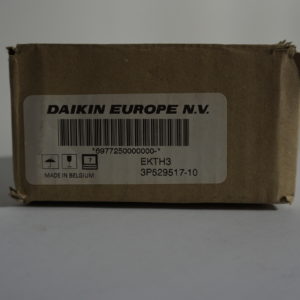 DAIKIN EUROPE N.V.
*6977250000000-*
EKTH3
MADE IN BELGIUM
3P529517-10